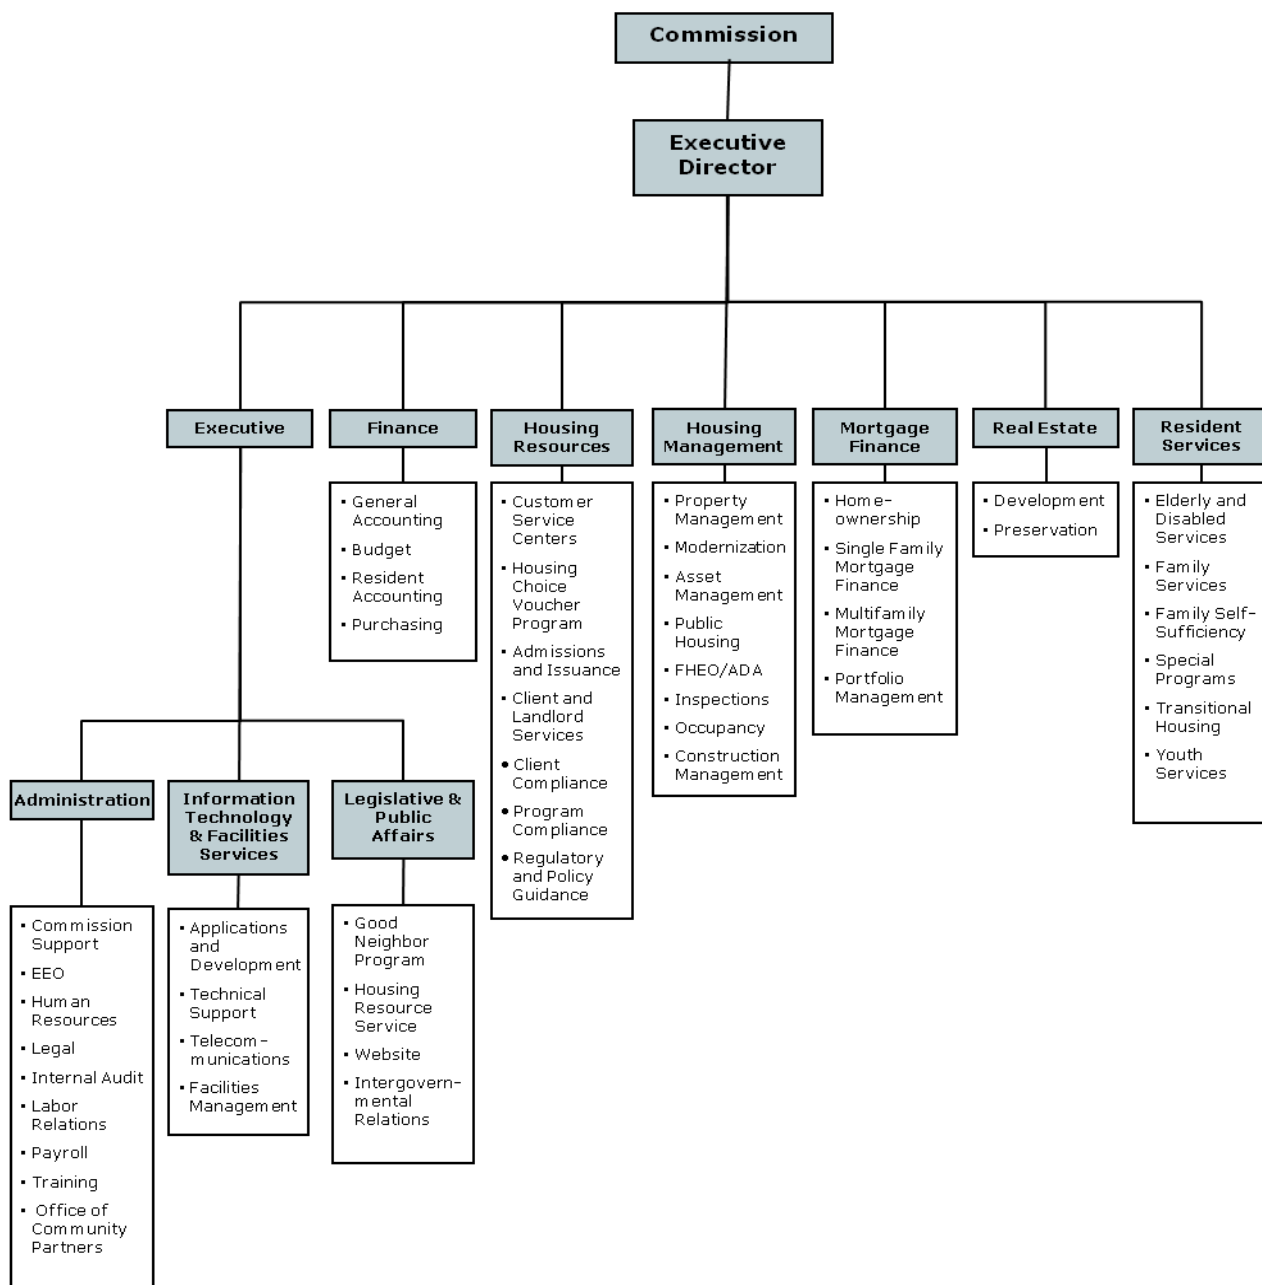 Commission
Executive
Director
Executive
Finance
Housing
Resources
Housing
Management
Mortgage
Finance
Real Estate
Resident
Services
▪ General
Accounting
▪ Budget
▪ Resident
Accounting
▪ Purchasing
▪ Customer
Service
Centers
▪ Housing
Choice
Voucher
Program
▪ Admissions
and Issuance
▪ Client and
Landlord
Services
• Client
Compliance
• Program
Compliance
• Regulatory
and Policy
Guidance
▪ Property
Management
▪ Modernization
▪ Asset
Management
▪ Public
Housing
▪ FHEO/ADA
▪ Inspections
▪ Occupancy
▪ Construction
Management
▪ Home-
ownership
▪ Single Family
Mortgage
Finance
▪ Multifamily
Mortgage
Finance
▪ Portfolio
Management
▪ Development
▪ Preservation
▪ Elderly and
Disabled
Services
▪ Family
Services
▪ Family Self-
Sufficiency
▪ Special
Programs
▪ Transitional
Housing
▪ Youth
Services
Administration
Information
Technology
& Facilities
Services
Legislative &
Public
Affairs
▪ Commission
Support
▪ EEO
▪ Human
Resources
▪ Legal
▪ Internal Audit
▪ Labor
Relations
▪ Payroll
▪ Training
▪ Office of
Community
Partners
▪ Applications
and
Development
▪ Technical
Support
▪ Telecom-
munications
▪ Facilities
Management
▪ Good
Neighbor
Program
▪ Housing
Resource
Service
▪ Website
▪ Intergovern-
mental
Relations